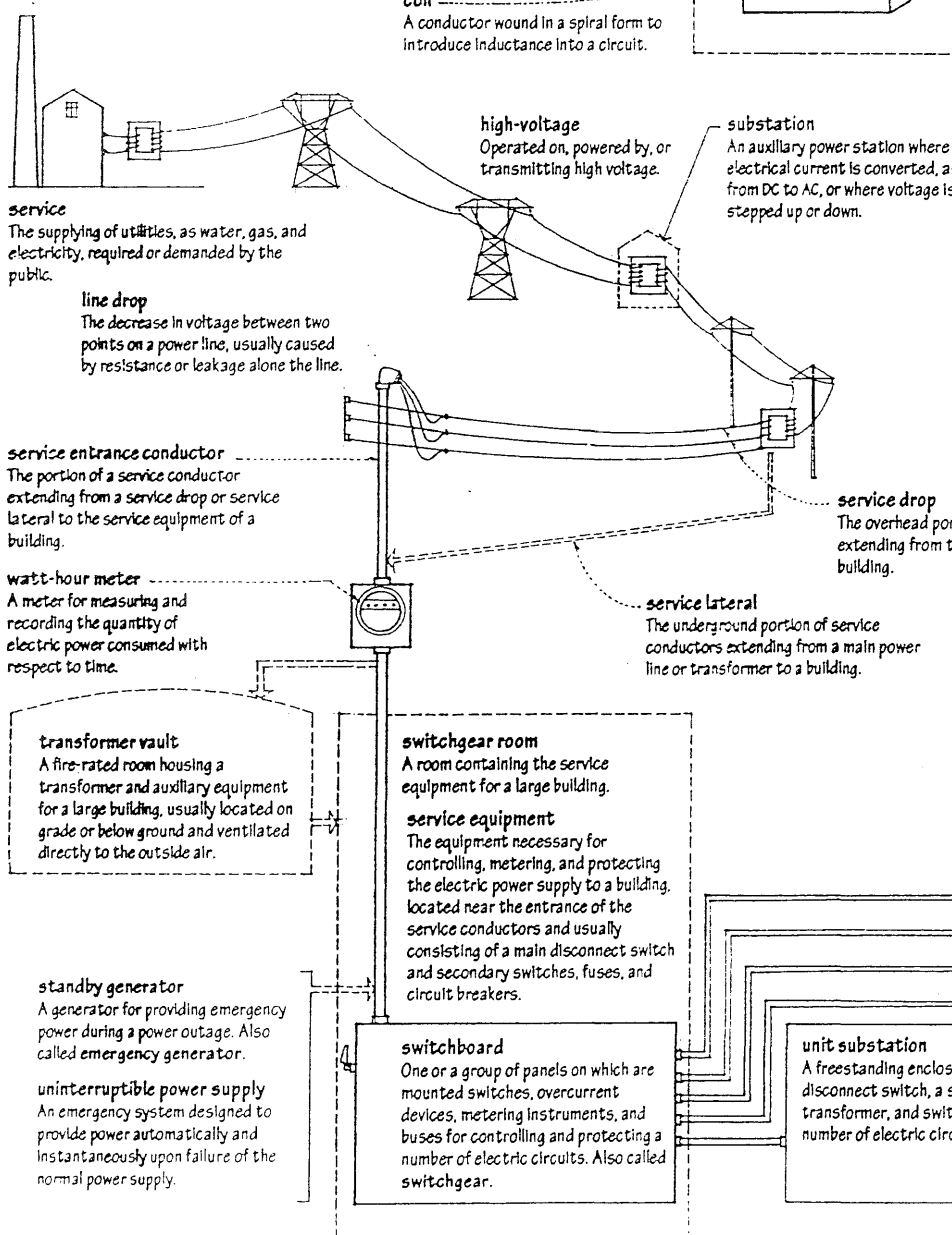 coil
A conductor wound in a spiral form to
introduce inductance into a circuit.
high-voltage
Operated on, powered by, or
transmitting high voltage.
substation
An auxiliary power station where
electrical current is converted, a
from DC to AC, or where voltage is
stepped up or down.
service
The supplying of utilities, as water, gas, and
electricity, required or demanded by the
public.
line drop
The decrease in voltage between two
points on a power line, usually caused
by resistance or leakage alone the line.
service entrance conductor
The portion of a service conductor
extending from a service drop or service
lateral to the service equipment of a
building.
service drop
The overhead por
extending from t
building.
watt-hour meter
A meter for measuring and
recording the quantity of
electric power consumed with
respect to time.
service lateral
The underground portion of service
conductors extending from a main power
line or transformer to a building.
transformer vault
A fire-rated room housing a
transformer and auxiliary equipment
for a large building, usually located on
grade or below ground and ventilated
directly to the outside air.
switchgear room
A room containing the service
equipment for a large building.
service equipment
The equipment necessary for
controlling, metering, and protecting
the electric power supply to a building,
located near the entrance of the
service conductors and usually
consisting of a main disconnect switch
and secondary switches, fuses, and
circuit breakers.
standby generator
A generator for providing emergency
power during a power outage. Also
called emergency generator.
uninterruptible power supply
An emergency system designed to
provide power automatically and
instantaneously upon failure of the
normal power supply.
switchboard
One or a group of panels on which are
mounted switches, overcurrent
devices, metering instruments, and
buses for controlling and protecting a
number of electric circuits. Also called
switchgear.
unit substation
A freestanding enclos
disconnect switch, a s
transformer, and swit
number of electric circ